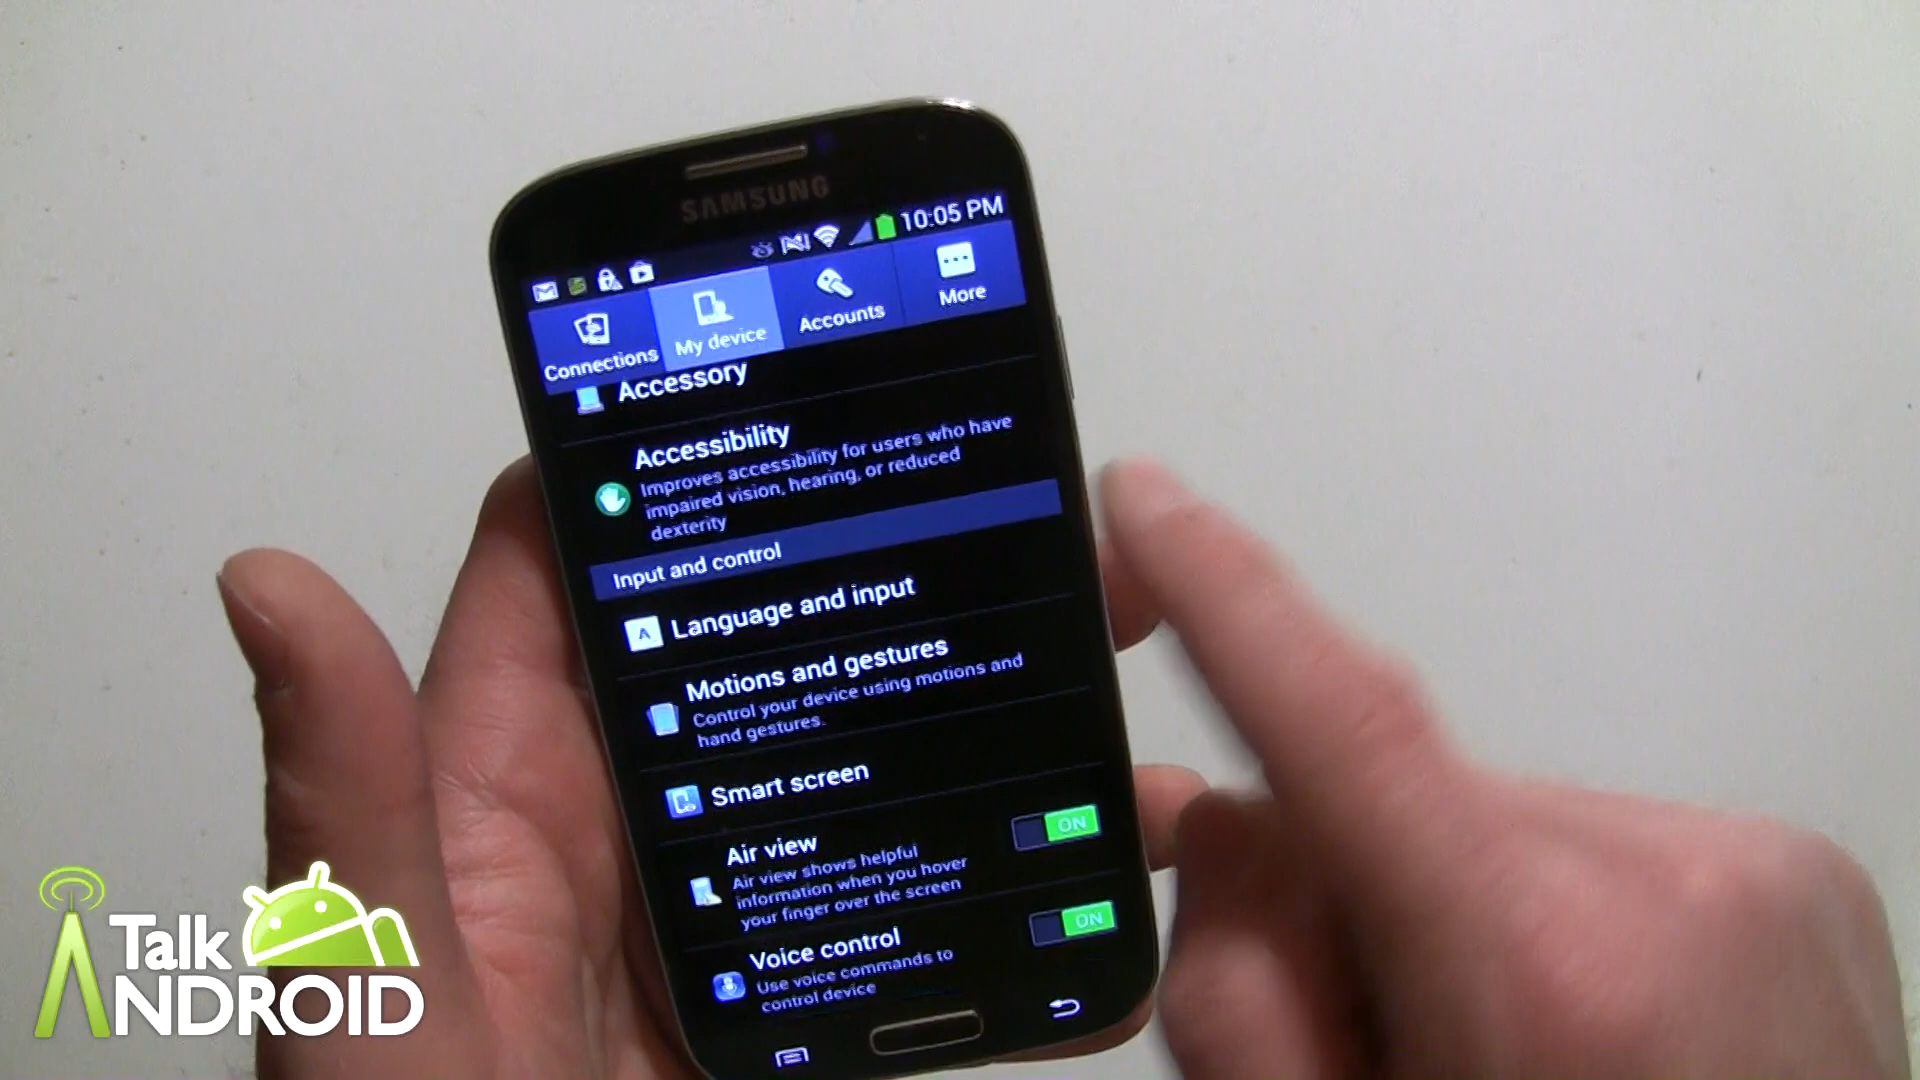 SAMSUNG
10:05 PM
Connections
My device
Accounts
More
Accessory
Accessibility
Improves accessibility for users who have
impaired vision, hearing, or reduced
dexterity
Input and control
A Language and input
Motions and gestures
Control your device using motions and
hand gestures.
Smart screen
Air view
ON
Air view shows helpful
information when you hover
your finger over the screen
Voice control
ON
Use voice commands to
control device
Talk
ANDROID